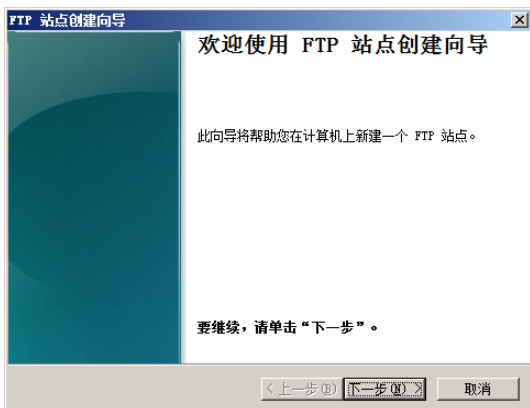 FTP 站点创建向导
欢迎使用 FTP 站点创建向导
此向导将帮助您在计算机上新建一个 FTP 站点。
要继续，请单击“下一步”。
< 上一步(B) 下一步(N) > 取消